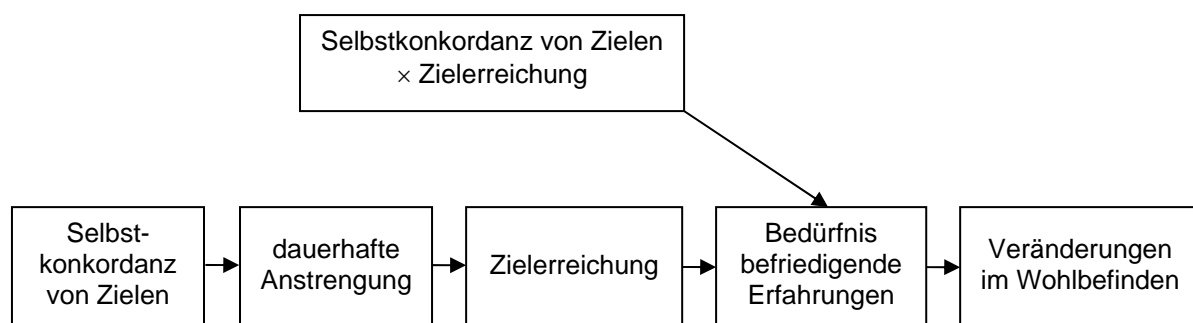 Selbstkonkordanz von Zielen
× Zielerreichung
Selbst-
konkordanz
von Zielen
dauerhafte
Anstrengung
Zielerreichung
Bedürfnis
befriedigende
Erfahrungen
Veränderungen
im Wohlbefinden